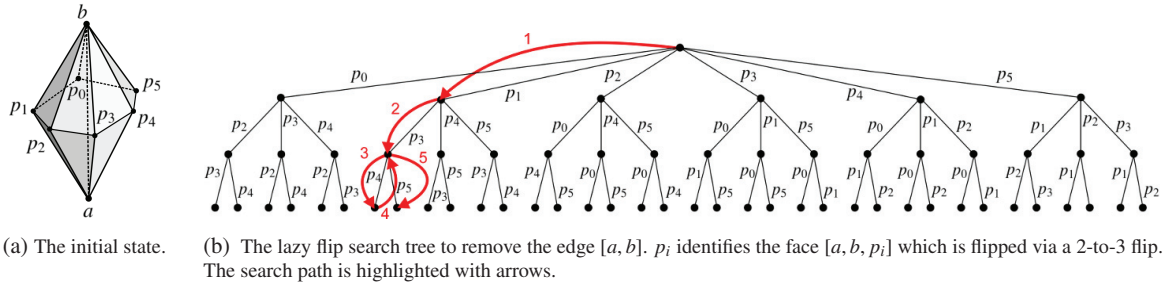 b
p₀
p₅
p₁
p₃
p₄
p₂
a
(a) The initial state.
1
p₀ p₁ p₂ p₃ p₄ p₅
2
p₂ p₃ p₄ p₃ p₄ p₅ p₀ p₄ p₅ p₀ p₁ p₅ p₀ p₁ p₂ p₁ p₂ p₃
3 5
p₃ p₄ p₂ p₄ p₂ p₃ p₄ p₅ p₃ p₅ p₃ p₄ p₄ p₅ p₀ p₅ p₀ p₄ p₁ p₅ p₀ p₅ p₀ p₁ p₁ p₂ p₀ p₂ p₀ p₁ p₂ p₃ p₁ p₃ p₁ p₂
4
(b) The lazy flip search tree to remove the edge [a, b]. pᵢ identifies the face [a, b, pᵢ] which is flipped via a 2-to-3 flip.
The search path is highlighted with arrows.